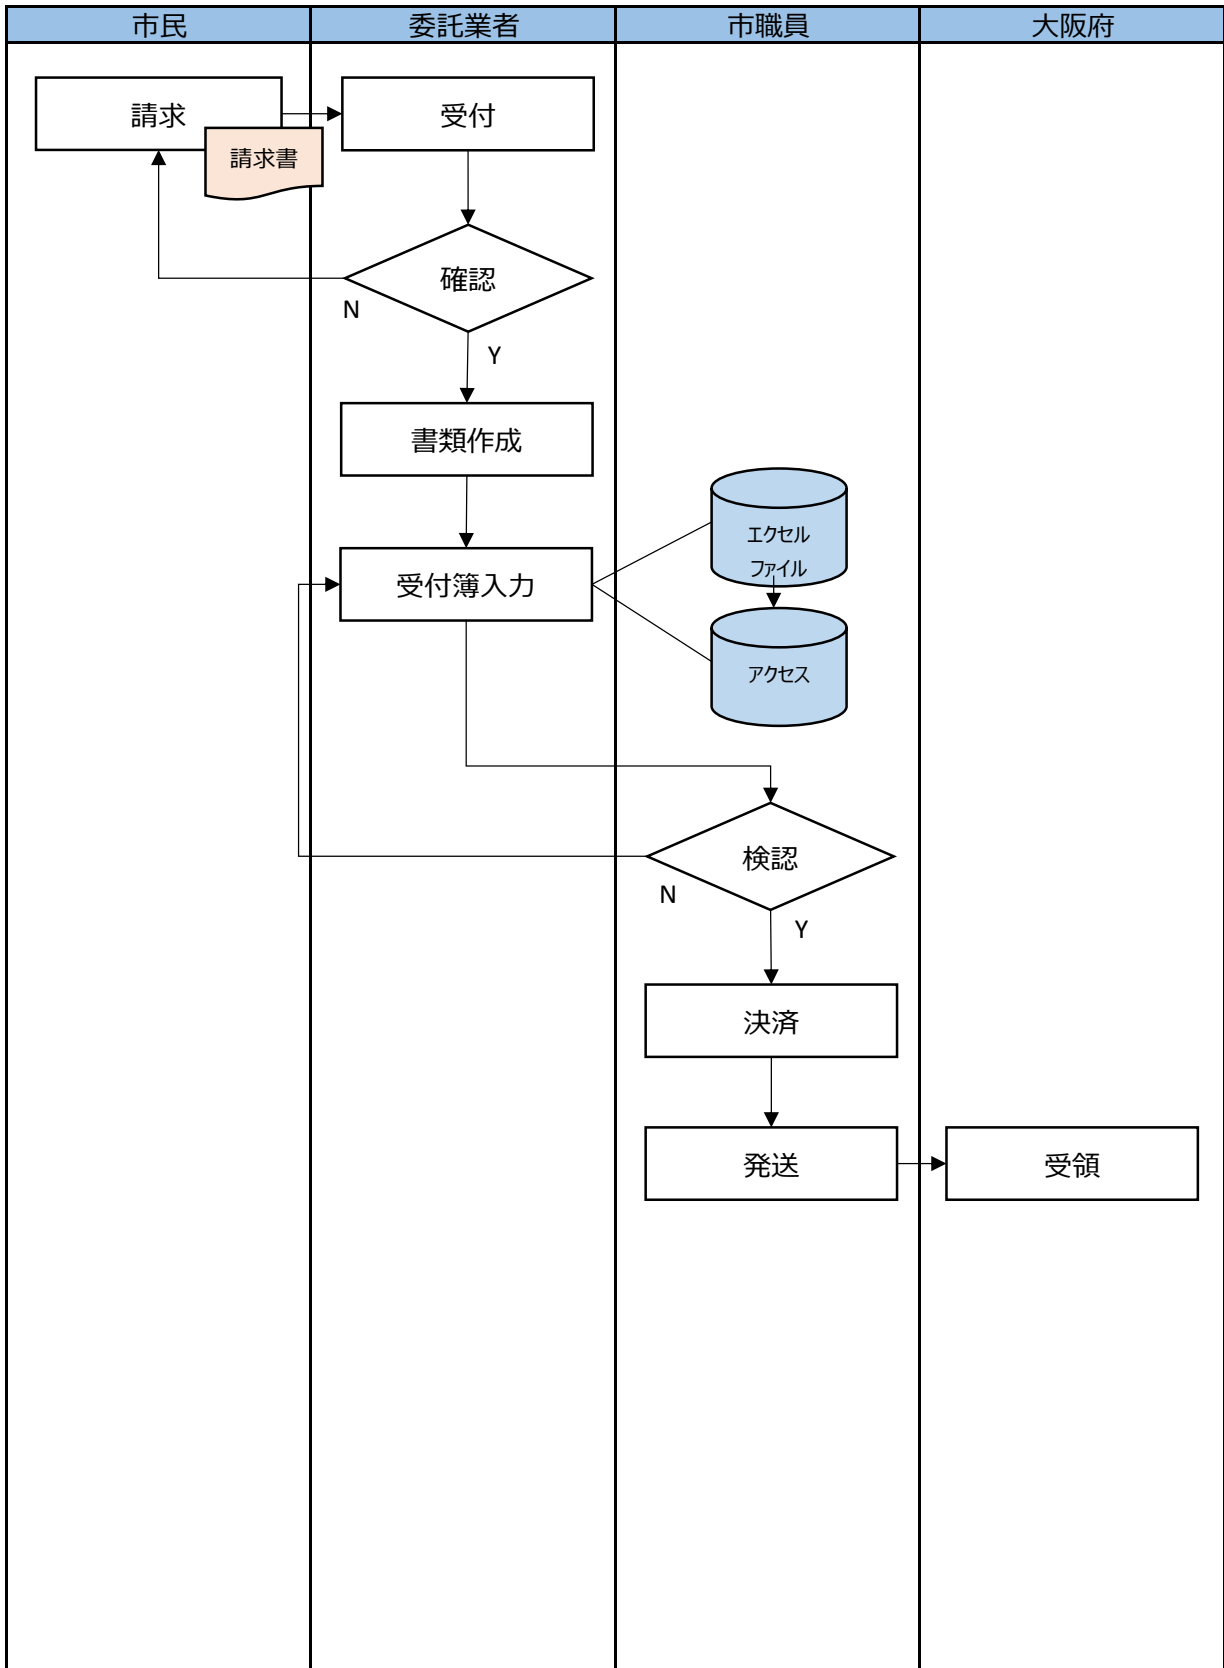 市民
委託業者
市職員
大阪府
請求
受付
請求書
確認
N
Y
書類作成
エクセル
ファイル
受付簿入力
アクセス
検認
N
Y
決済
発送
受領